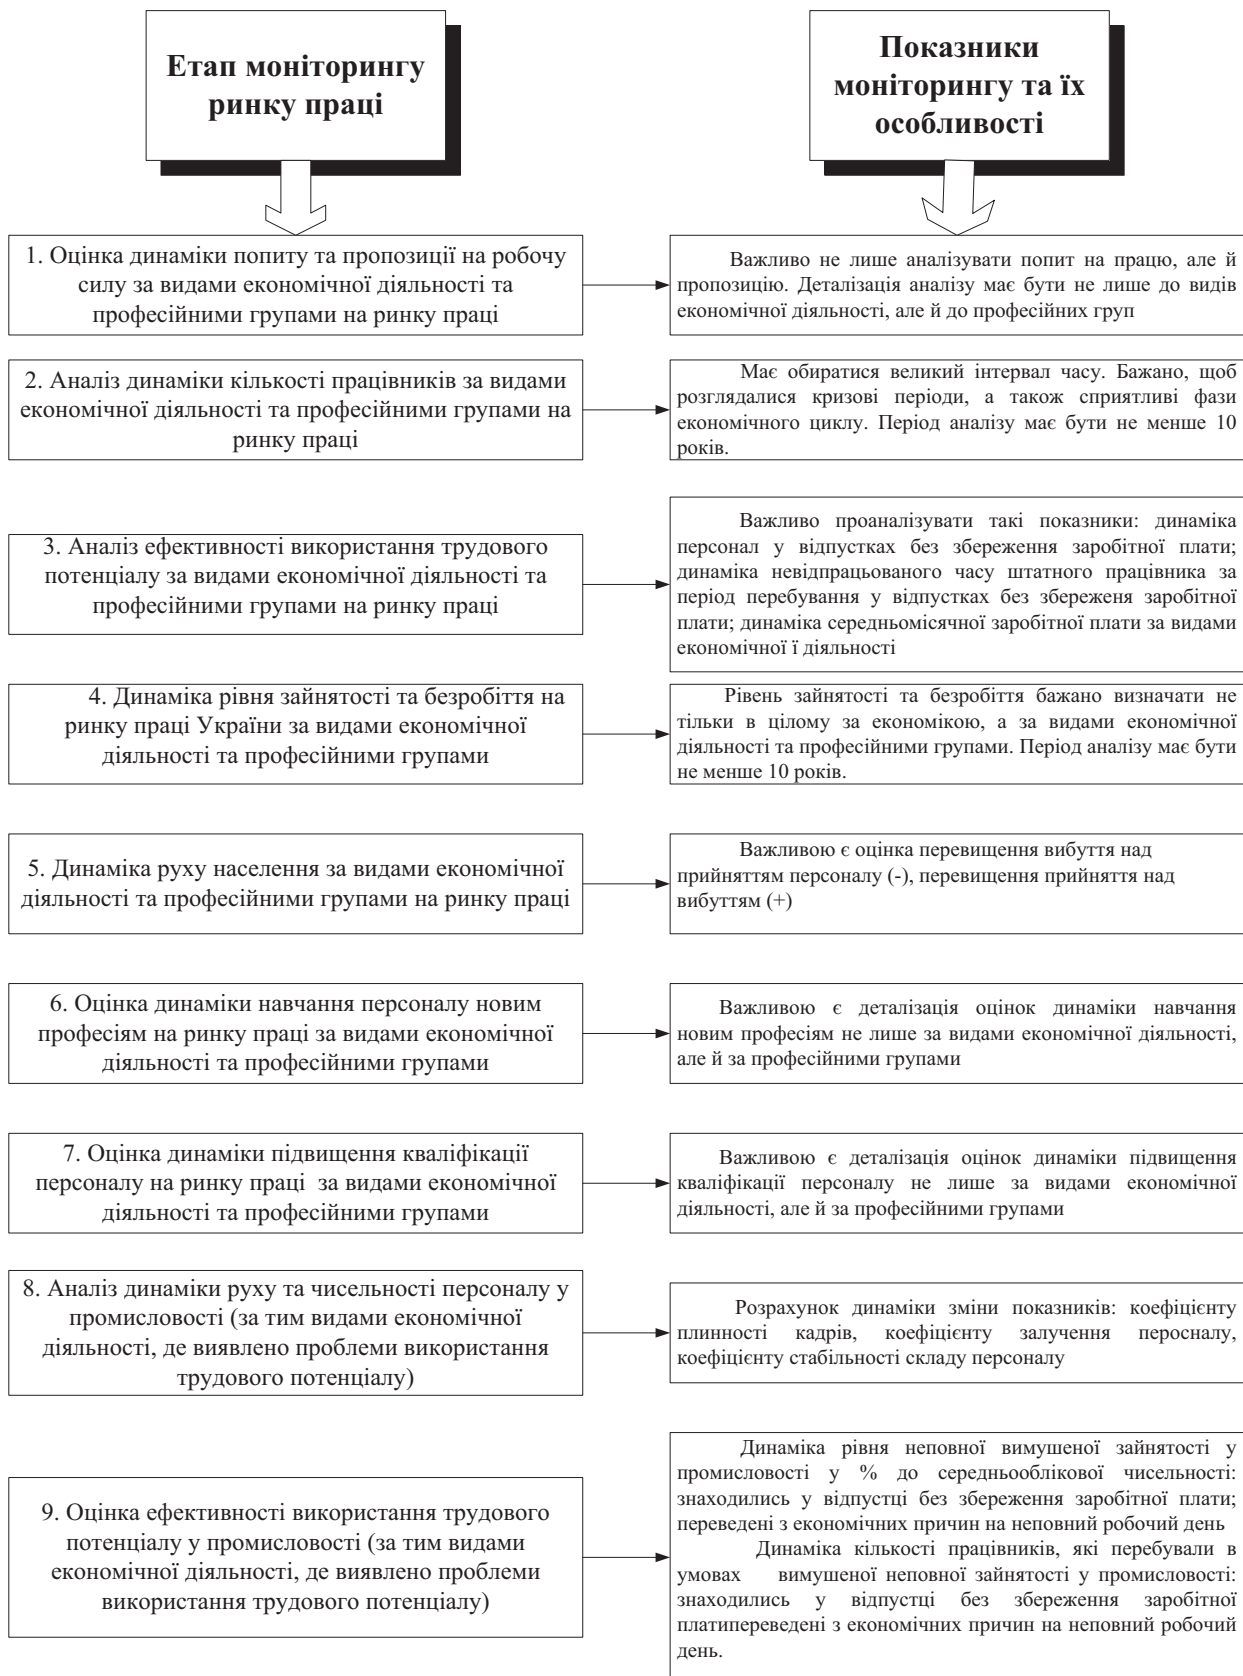 Етап моніторингу
ринку праці
Показники
моніторингу та їх
особливості
1. Оцінка динаміки попиту та пропозиції на робочу
силу за видами економічної діяльності та
професійними групами на ринку праці
Важливо не лише аналізувати попит на працю, але й
пропозицію. Деталізація аналізу має бути не лише до видів
економічної діяльності, але й до професійних груп
2. Аналіз динаміки кількості працівників за видами
економічної діяльності та професійними групами на
ринку праці
Має обиратися великий інтервал часу. Бажано, щоб
розглядалися кризові періоди, а також сприятливі фази
економічного циклу. Період аналізу має бути не менше 10
років.
3. Аналіз ефективності використання трудового
потенціалу за видами економічної діяльності та
професійними групами на ринку праці
Важливо проаналізувати такі показники: динаміка
персонал у відпустках без збереження заробітної плати;
динаміка невідпрацьованого часу штатного працівника за
період перебування у відпустках без збереженя заробітної
плати; динаміка середньомісячної заробітної плати за видами
економічної ї діяльності
4. Динаміка рівня зайнятості та безробіття на
ринку праці України за видами економічної
діяльності та професійними групами
Рівень зайнятості та безробіття бажано визначати не
тільки в цілому за економікою, а за видами економічної
діяльності та професійними групами. Період аналізу має бути
не менше 10 років.
5. Динаміка руху населення за видами економічної
діяльності та професійними групами на ринку праці
Важливою є оцінка перевищення вибуття над
прийняттям персоналу (-), перевищення прийняття над
вибуттям (+)
6. Оцінка динаміки навчання персоналу новим
професіям на ринку праці за видами економічної
діяльності та професійними групами
Важливою є деталізація оцінок динаміки навчання
новим професіям не лише за видами економічної діяльності,
але й за професійними групами
7. Оцінка динаміки підвищення кваліфікації
персоналу на ринку праці за видами економічної
діяльності та професійними групами
Важливою є деталізація оцінок динаміки підвищення
кваліфікації персоналу не лише за видами економічної
діяльності, але й за професійними групами
8. Аналіз динаміки руху та чисельності персоналу у
промисловості (за тим видами економічної
діяльності, де виявлено проблеми використання
трудового потенціалу)
Розрахунок динаміки зміни показників: коефіцієнту
плинності кадрів, коефіцієнту залучення перосналу,
коефіцієнту стабільності складу персоналу
9. Оцінка ефективності використання трудового
потенціалу у промисловості (за тим видами
економічної діяльності, де виявлено проблеми
використання трудового потенціалу)
Динаміка рівня неповної вимушеної зайнятості у
промисловості у % до середньооблікової чисельності:
знаходились у відпустці без збереження заробітної плати;
переведені з економічних причин на неповний робочий день
Динаміка кількості працівників, які перебували в
умовах вимушеної неповної зайнятості у промисловості:
знаходились у відпустці без збереження заробітної
платипереведені з економічних причин на неповний робочий
день.